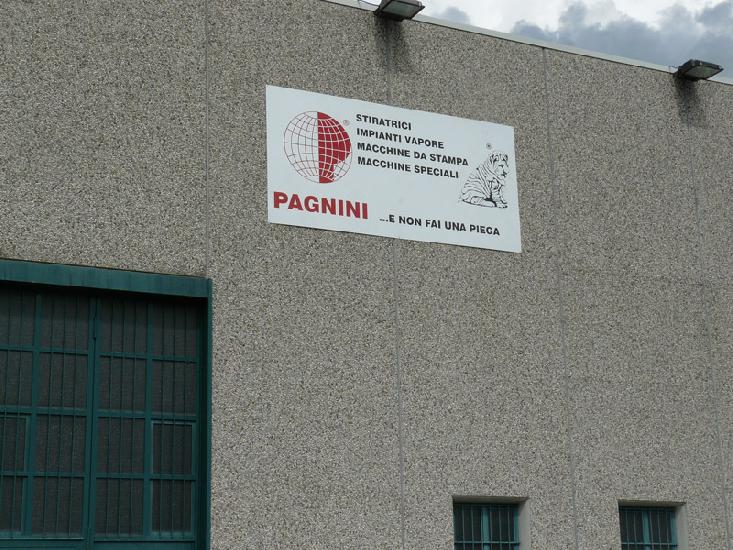 STIRATRICI
IMPIANTI VAPORE
MACCHINE DA STAMPA
MACCHINE SPECIALI
®
®
PAGNINI
...E NON FAI UNA PIEGA